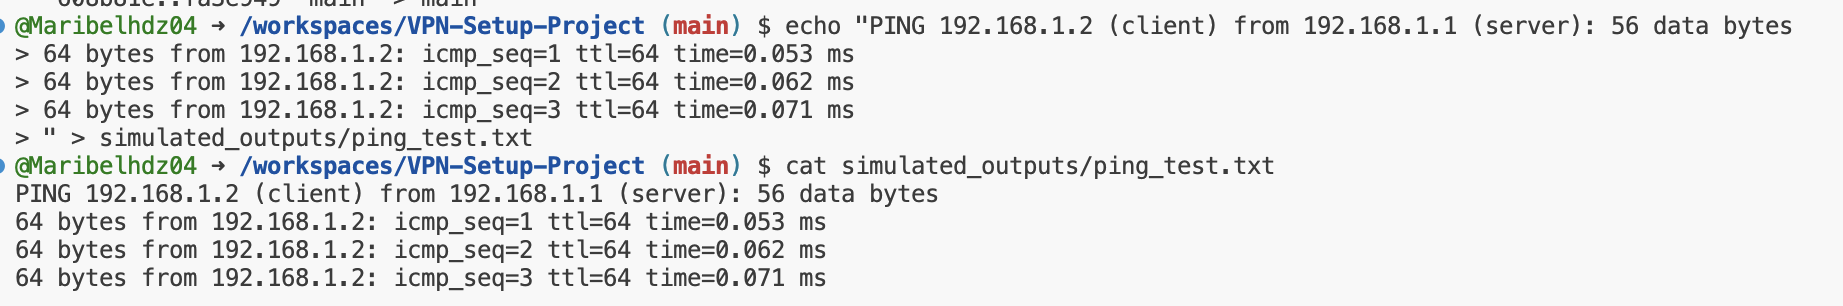 @Maribelhdz04 → /workspaces/VPN-Setup-Project (main) $ echo "PING 192.168.1.2 (client) from 192.168.1.1 (server): 56 data bytes
> 64 bytes from 192.168.1.2: icmp_seq=1 ttl=64 time=0.053 ms
> 64 bytes from 192.168.1.2: icmp_seq=2 ttl=64 time=0.062 ms
> 64 bytes from 192.168.1.2: icmp_seq=3 ttl=64 time=0.071 ms
> " > simulated_outputs/ping_test.txt
@Maribelhdz04 → /workspaces/VPN-Setup-Project (main) $ cat simulated_outputs/ping_test.txt
PING 192.168.1.2 (client) from 192.168.1.1 (server): 56 data bytes
64 bytes from 192.168.1.2: icmp_seq=1 ttl=64 time=0.053 ms
64 bytes from 192.168.1.2: icmp_seq=2 ttl=64 time=0.062 ms
64 bytes from 192.168.1.2: icmp_seq=3 ttl=64 time=0.071 ms